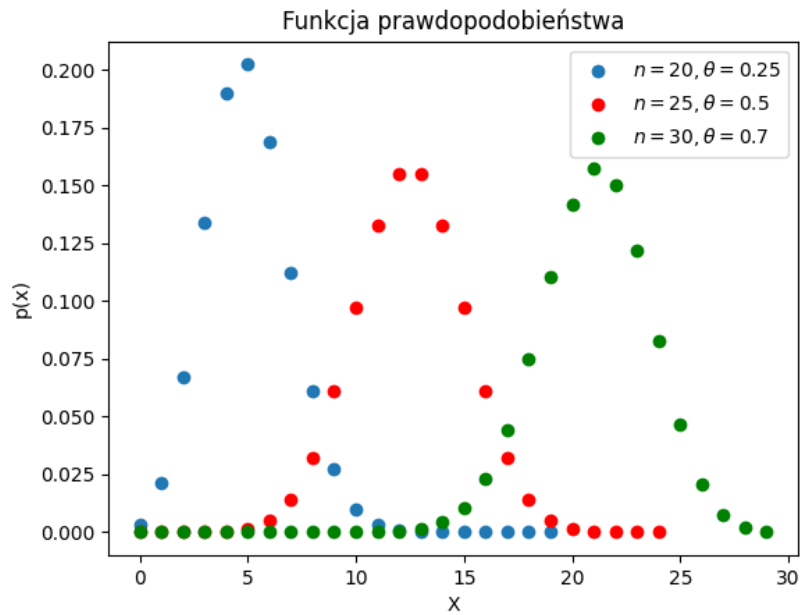 Funkcja prawdopodobieństwa
n = 20, θ = 0.25
n = 25, θ = 0.5
n = 30, θ = 0.7
0.200
0.175
0.150
0.125
0.100
0.075
0.050
0.025
0.000
p(x)
0 5 10 15 20 25 30
X